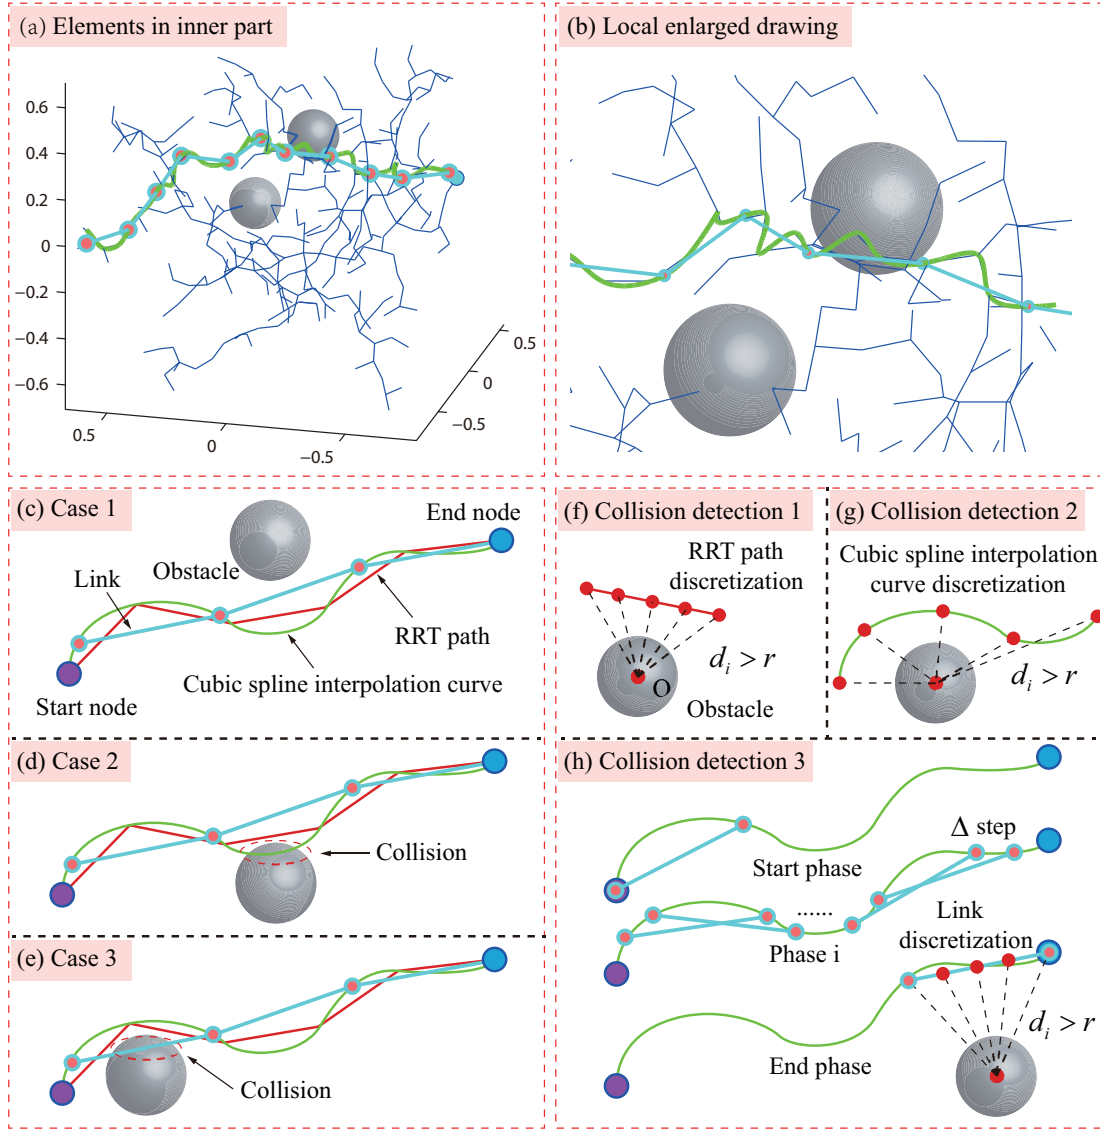 (a) Elements in inner part
0.6
0.4
0.2
0
−0.2
−0.4
−0.6
0.5
0
−0.5
0.5
0
−0.5
(b) Local enlarged drawing
(c) Case 1
End node
Obstacle
Link
RRT path
Cubic spline interpolation curve
Start node
(d) Case 2
Collision
(e) Case 3
Collision
(f) Collision detection 1
RRT path
discretization
d_i > r
O
Obstacle
(g) Collision detection 2
Cubic spline interpolation
curve discretization
d_i > r
(h) Collision detection 3
Δ step
Start phase
......
Link
discretization
Phase i
d_i > r
End phase